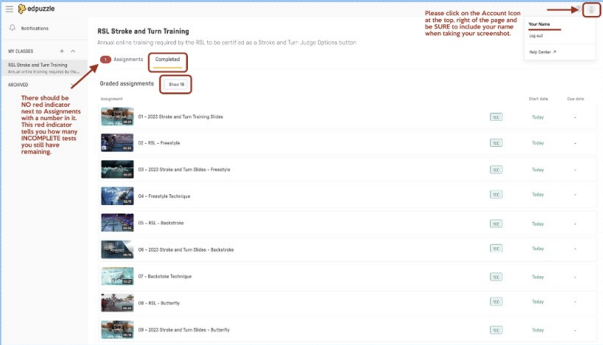 edpuzzle
Please click on the Account Icon
at the top, right of the page and
be SURE to include your name
when taking your screenshot.
Your Name
Log out
Help Center
Notifications
MY CLASSES
RSL Stroke and Turn Training
Annual online training required by the...
ARCHIVED
There should be
NO red indicator
next to Assignments
with a number in it.
This red indicator
tells you how many
INCOMPLETE tests
you still have
remaining.
RSL Stroke and Turn Training
Annual online training required by the RSL to be certified as a Stroke and Turn Judge Options button
1 Assignments Completed
Graded assignments Show 18
Assignment Start date Due date
01 - 2023 Stroke and Turn Training Slides Today -
02 - RSL - Freestyle Today -
03 - 2023 Stroke and Turn Slides - Freestyle Today -
04 - Freestyle Technique Today -
05 - RSL - Backstroke Today -
06 - 2023 Stroke and Turn Slides - Backstroke Today -
07 - Backstroke Technique Today -
08 - RSL - Butterfly Today -
09 - 2023 Stroke and Turn Slides - Butterfly Today -